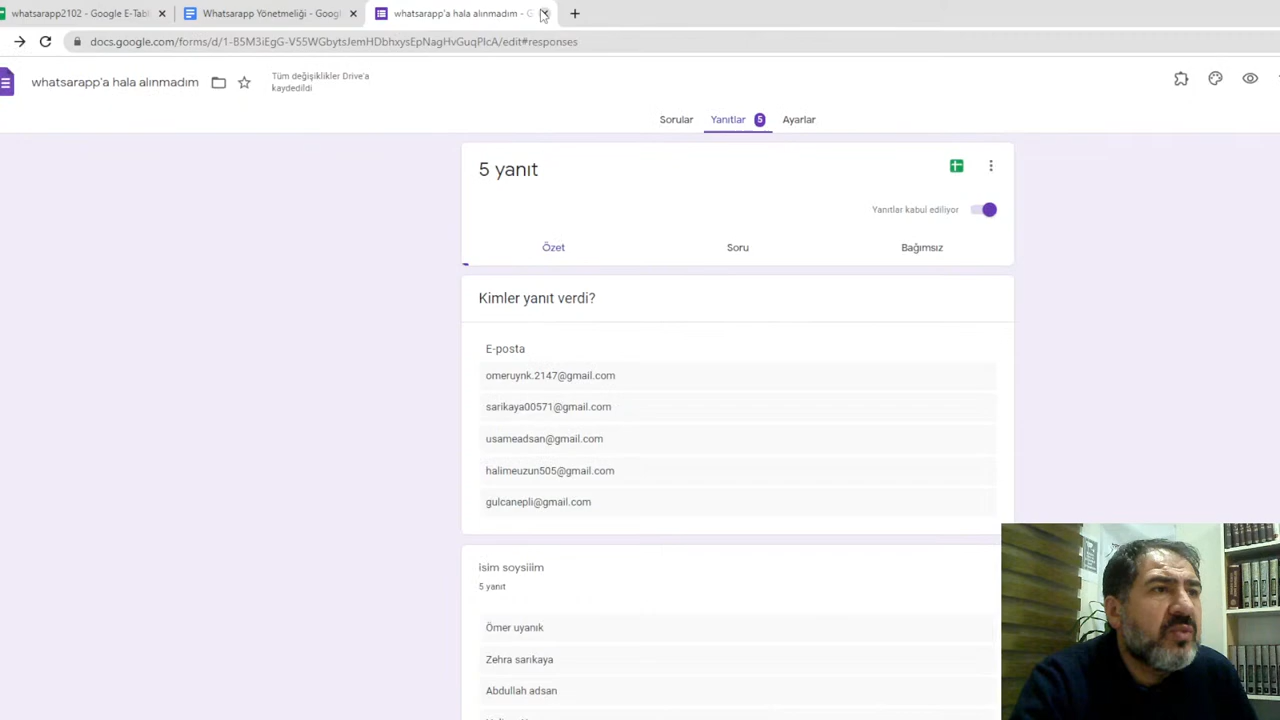 whatsarapp2102 - Google E-Tabl
Whatsarapp Yönetmeliği - Googl
whatsarapp'a hala alınmadım - G
docs.google.com/forms/d/1-85M3iEgG-V55WGbytsJemHDbhxysEpNagHvGuqPIcA/edit#responses
whatsarapp'a hala alınmadım
Tüm değişiklikler Drive'a
kaydedildi
Sorular
Yanıtlar 5
Ayarlar
5 yanıt
Yanıtlar kabul ediliyor
Özet
Soru
Bağımsız
Kimler yanıt verdi?
E-posta
omeruynk.2147@gmail.com
sarikaya00571@gmail.com
usameadsan@gmail.com
halimeuzun505@gmail.com
gulcanepli@gmail.com
isim soysiiim
5 yanıt
Ömer uyanık
Zehra sarıkaya
Abdullah adsan